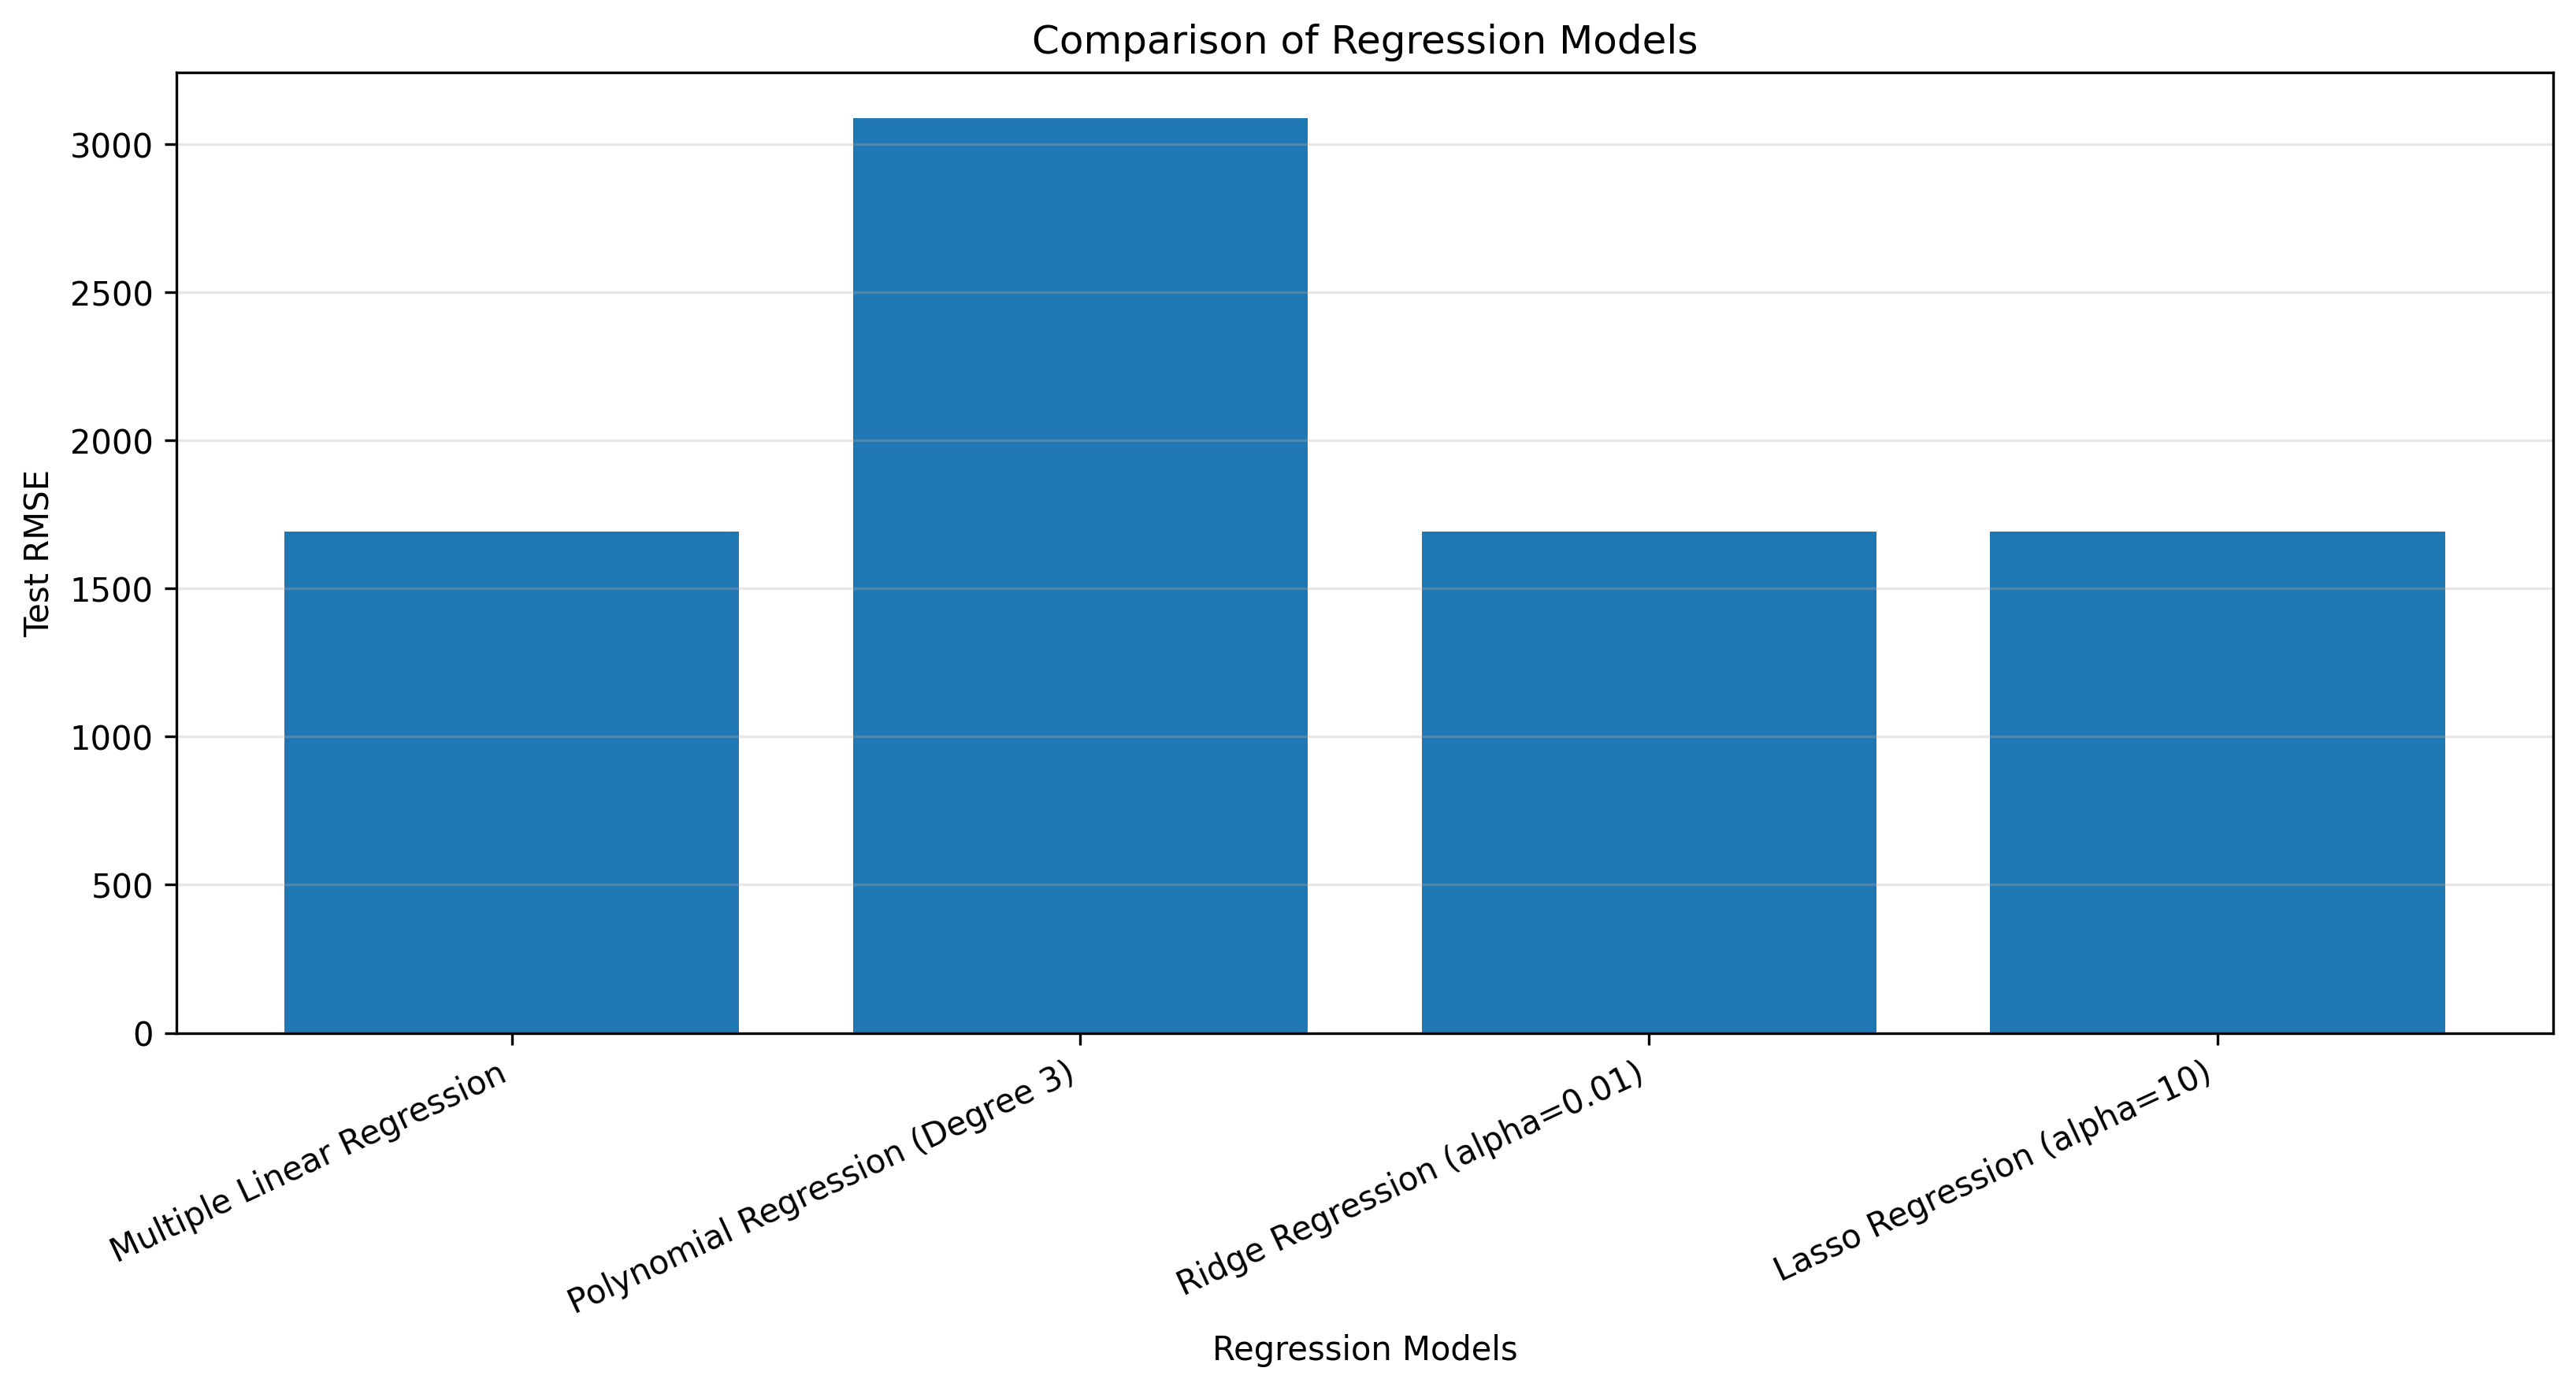 Comparison of Regression Models
Test RMSE
3000
2500
2000
1500
1000
500
0
Multiple Linear Regression
Polynomial Regression (Degree 3)
Ridge Regression (alpha=0.01)
Lasso Regression (alpha=10)
Regression Models